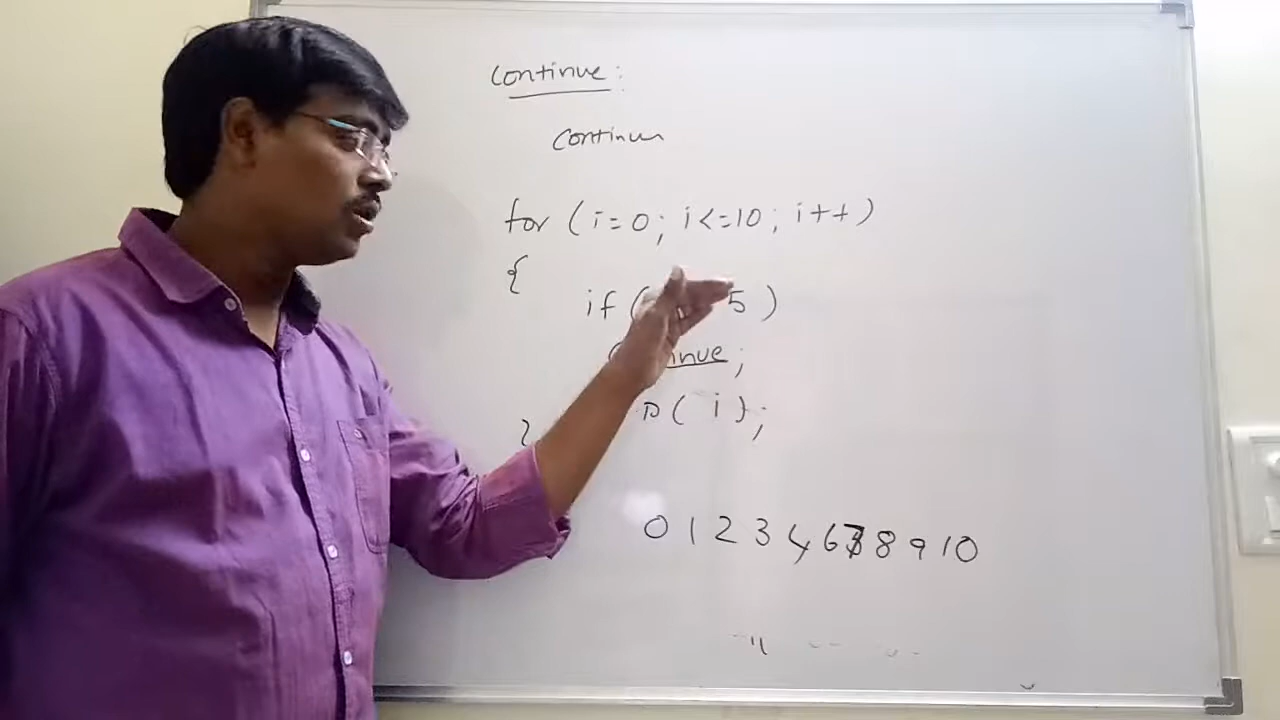 Continue:
Continue
for (i=0; i<=10; i++)
{
if ( 5 )
inue;
( i );
}
0 1 2 3 4 6 7 8 9 10